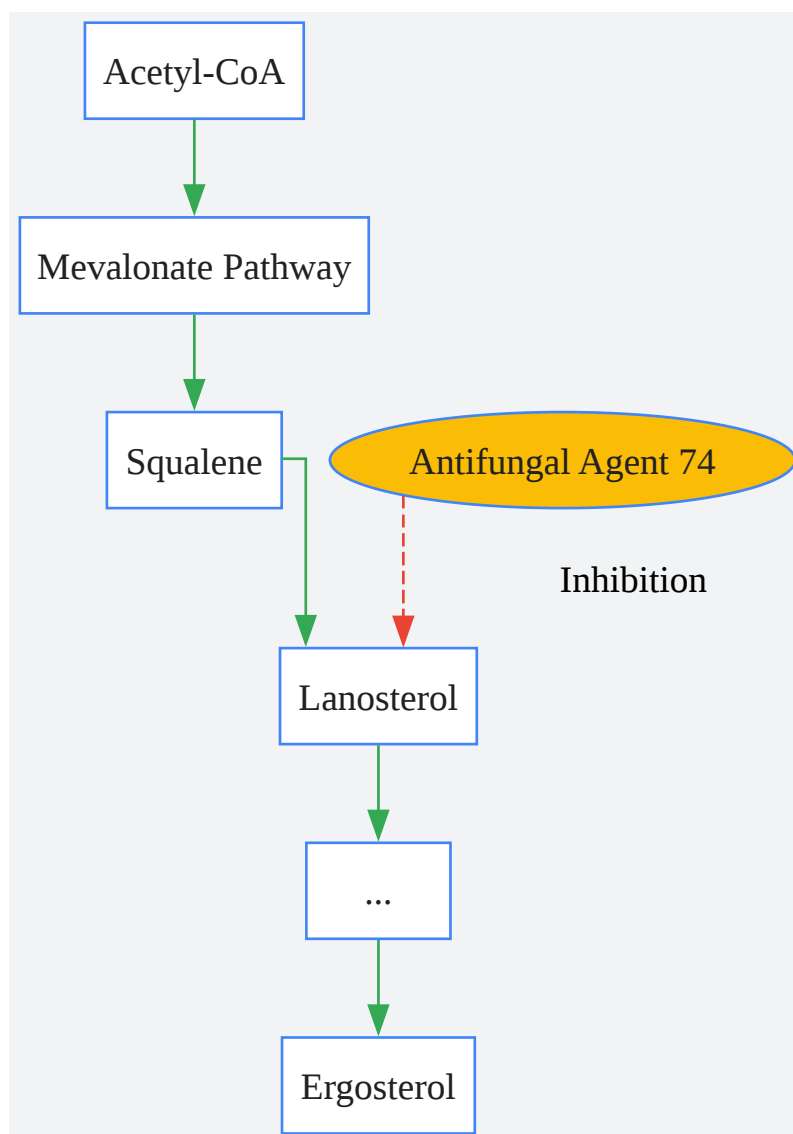 Acetyl-CoA
Mevalonate Pathway
Squalene
Antifungal Agent 74
Inhibition
Lanosterol
...
Ergosterol